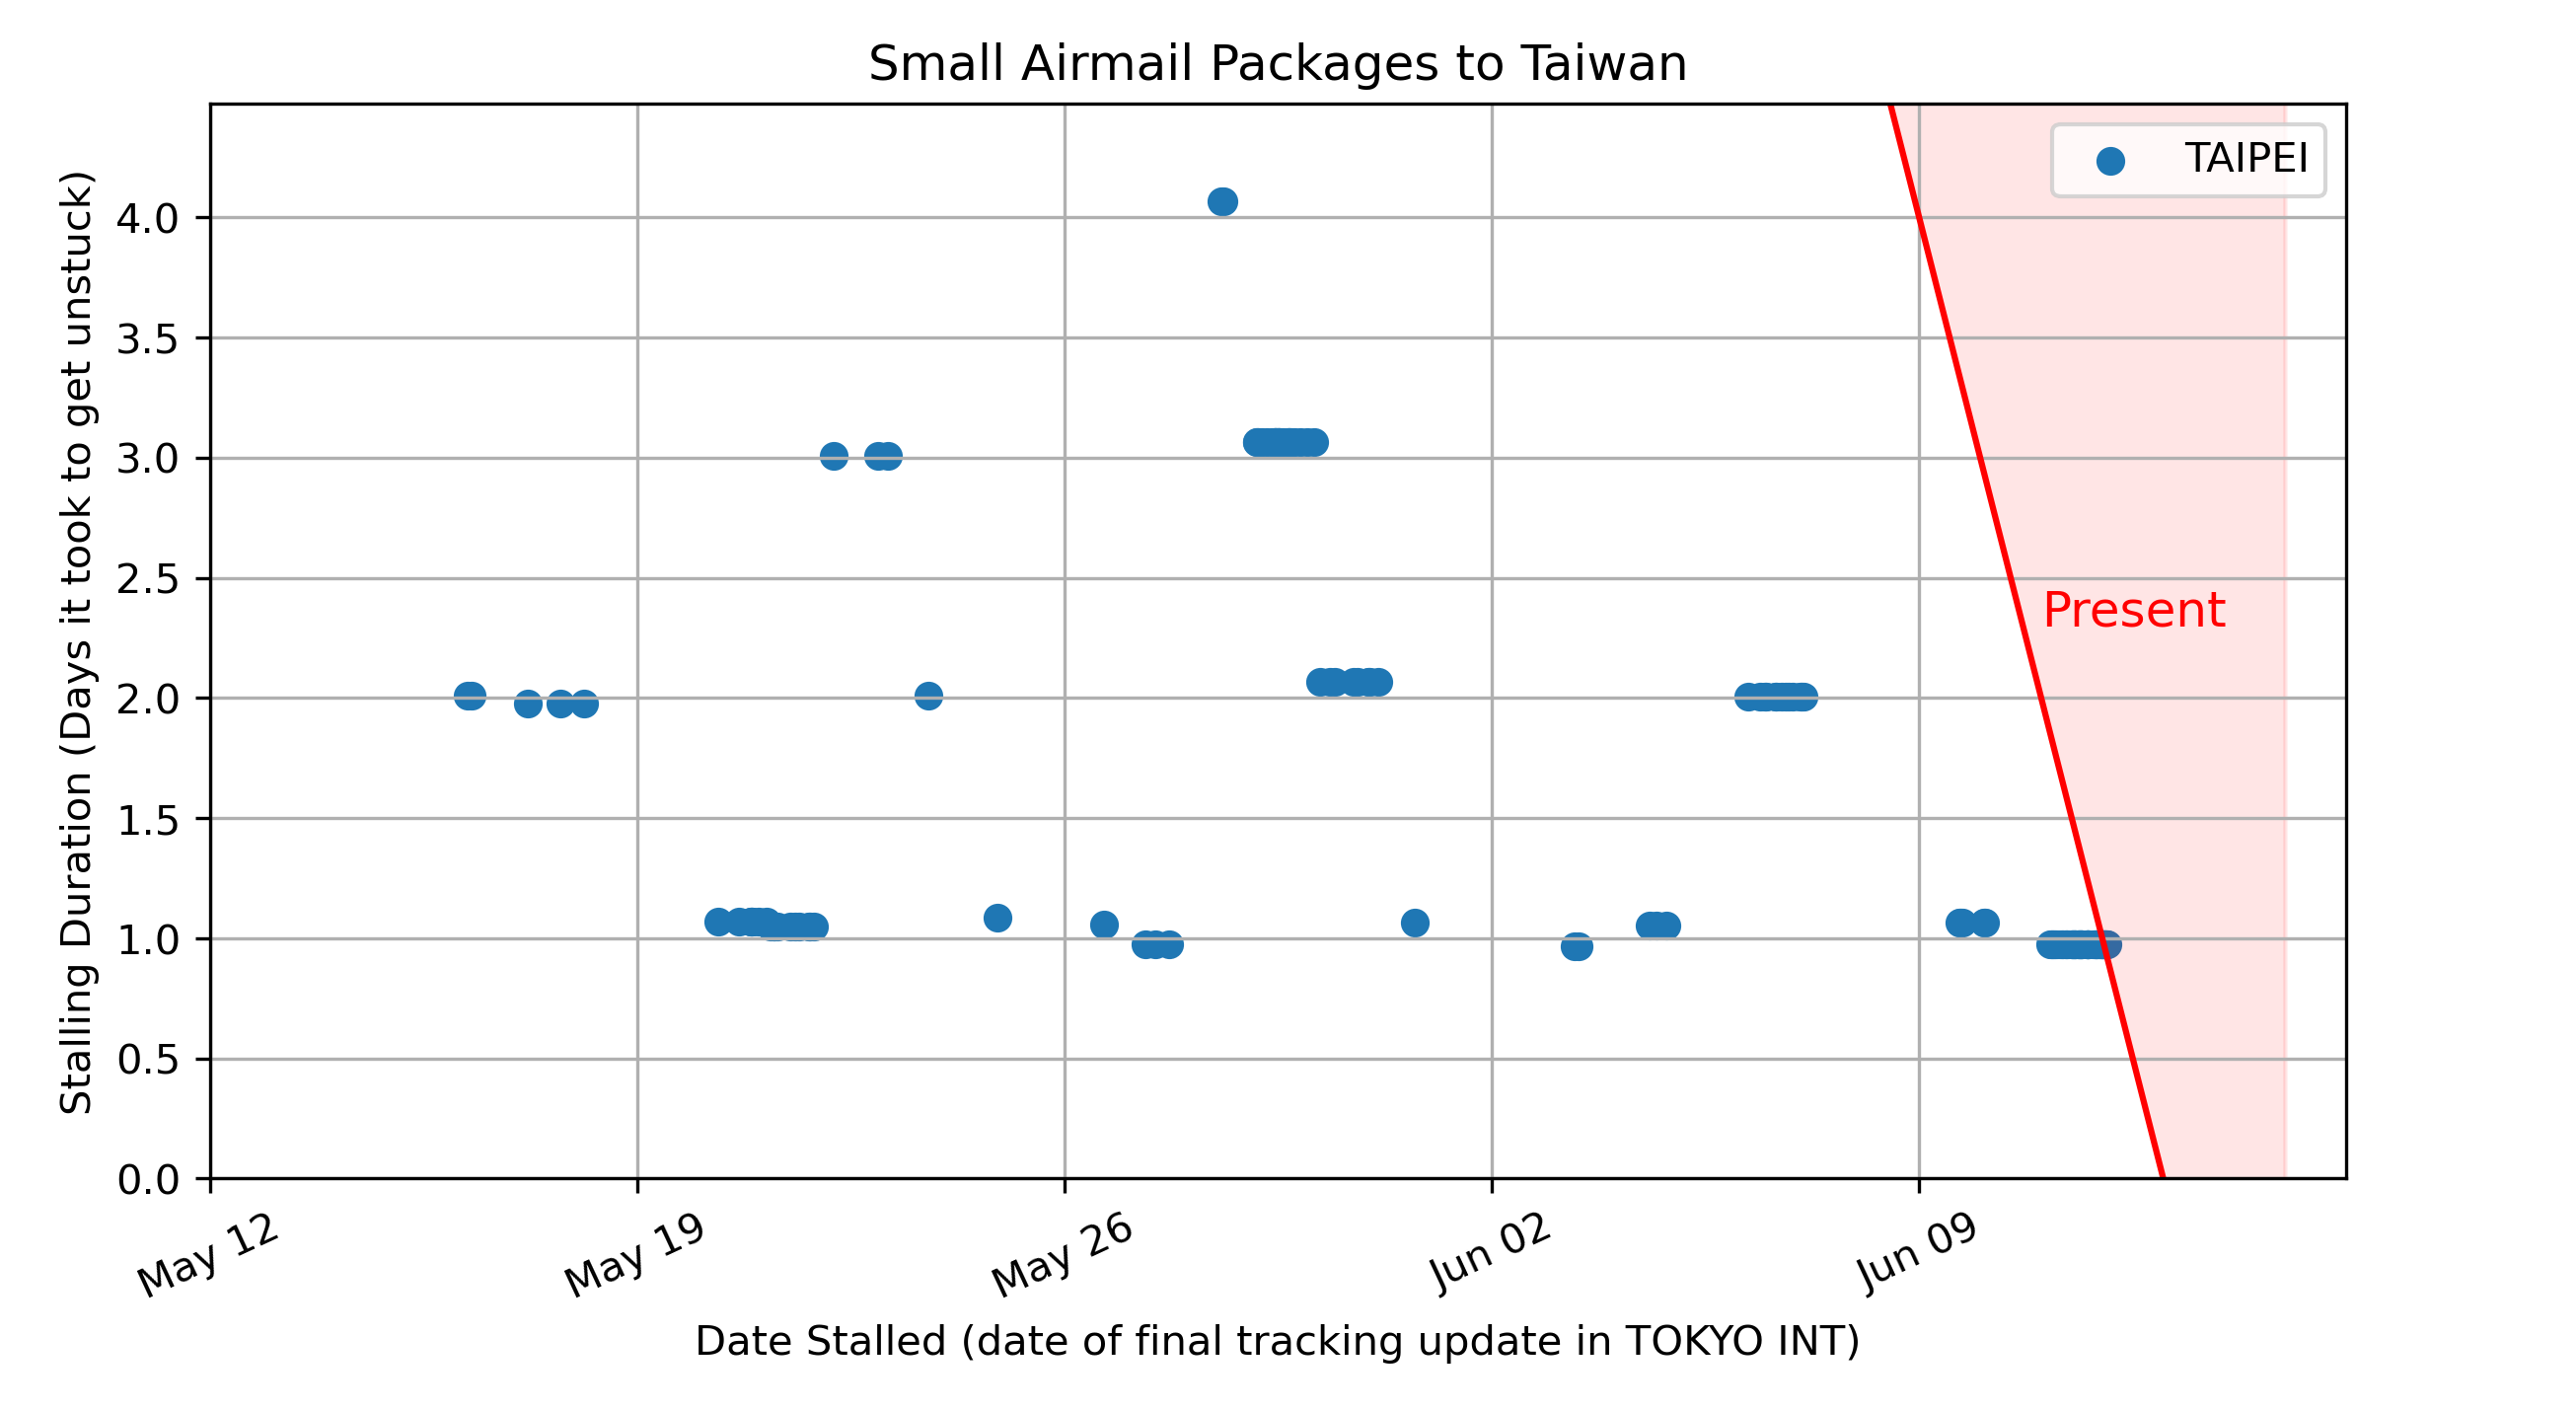 Small Airmail Packages to Taiwan
TAIPEI
Stalling Duration (Days it took to get unstuck)
4.0
3.5
3.0
2.5
2.0
1.5
1.0
0.5
0.0
Present
May 12
May 19
May 26
Jun 02
Jun 09
Date Stalled (date of final tracking update in TOKYO INT)